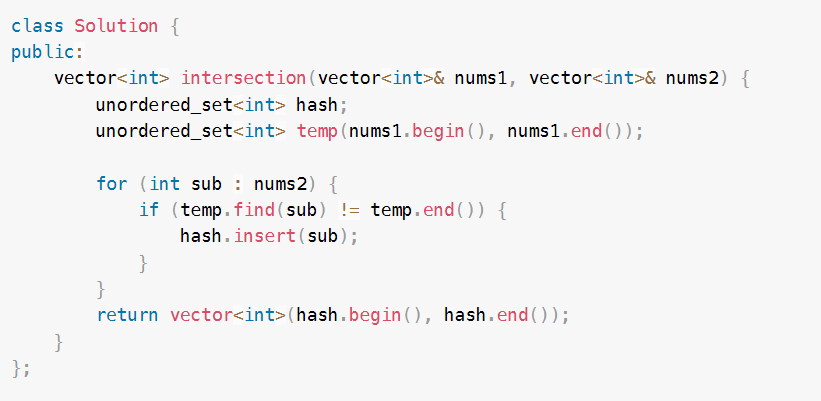 class Solution {
public:
    vector<int> intersection(vector<int>& nums1, vector<int>& nums2) {
        unordered_set<int> hash;
        unordered_set<int> temp(nums1.begin(), nums1.end());

        for (int sub : nums2) {
            if (temp.find(sub) != temp.end()) {
                hash.insert(sub);
            }
        }
        return vector<int>(hash.begin(), hash.end());
    }
};